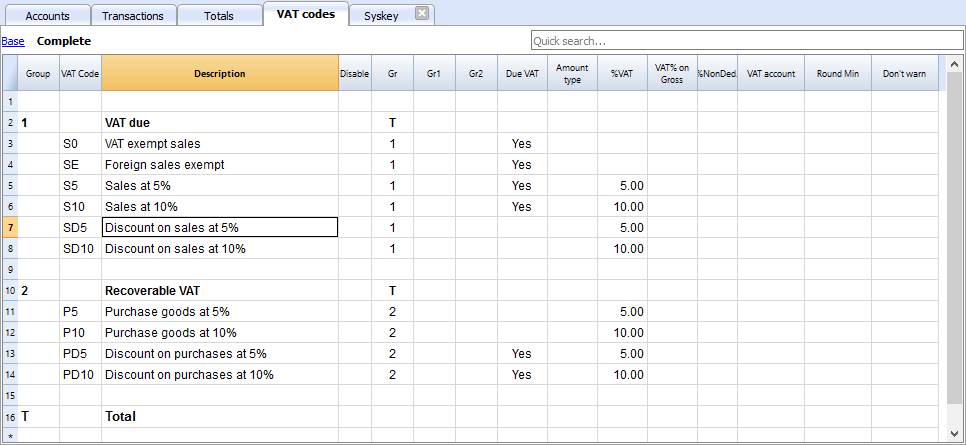 Accounts Transactions Totals VAT codes Syskey
Base Complete Quick search...
Group VAT Code Description Disable Gr Gr1 Gr2 Due VAT Amount type %VAT VAT% on Gross %NonDed. VAT account Round Min Don't warn
1
2 1 VAT due T
3 S0 VAT exempt sales 1 Yes
4 SE Foreign sales exempt 1 Yes
5 S5 Sales at 5% 1 Yes 5.00
6 S10 Sales at 10% 1 Yes 10.00
7 SD5 Discount on sales at 5% 1 5.00
8 SD10 Discount on sales at 10% 1 10.00
9
10 2 Recoverable VAT T
11 P5 Purchase goods at 5% 2 5.00
12 P10 Purchase goods at 10% 2 10.00
13 PD5 Discount on purchases at 5% 2 Yes 5.00
14 PD10 Discount on purchases at 10% 2 Yes 10.00
15
16 T Total
*